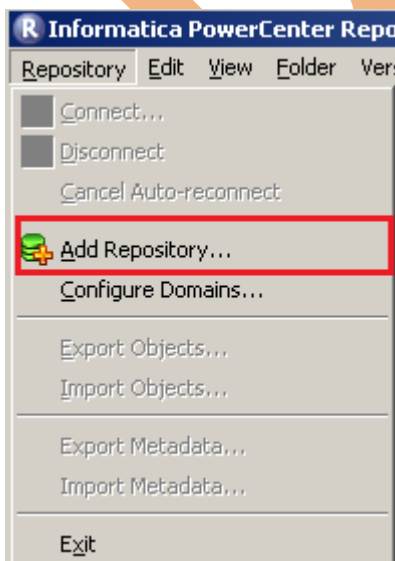 R Informatica PowerCenter Repo
Repository Edit View Folder Ver
Connect...
Disconnect
Cancel Auto-reconnect
Add Repository...
Configure Domains...
Export Objects...
Import Objects...
Export Metadata...
Import Metadata...
Exit